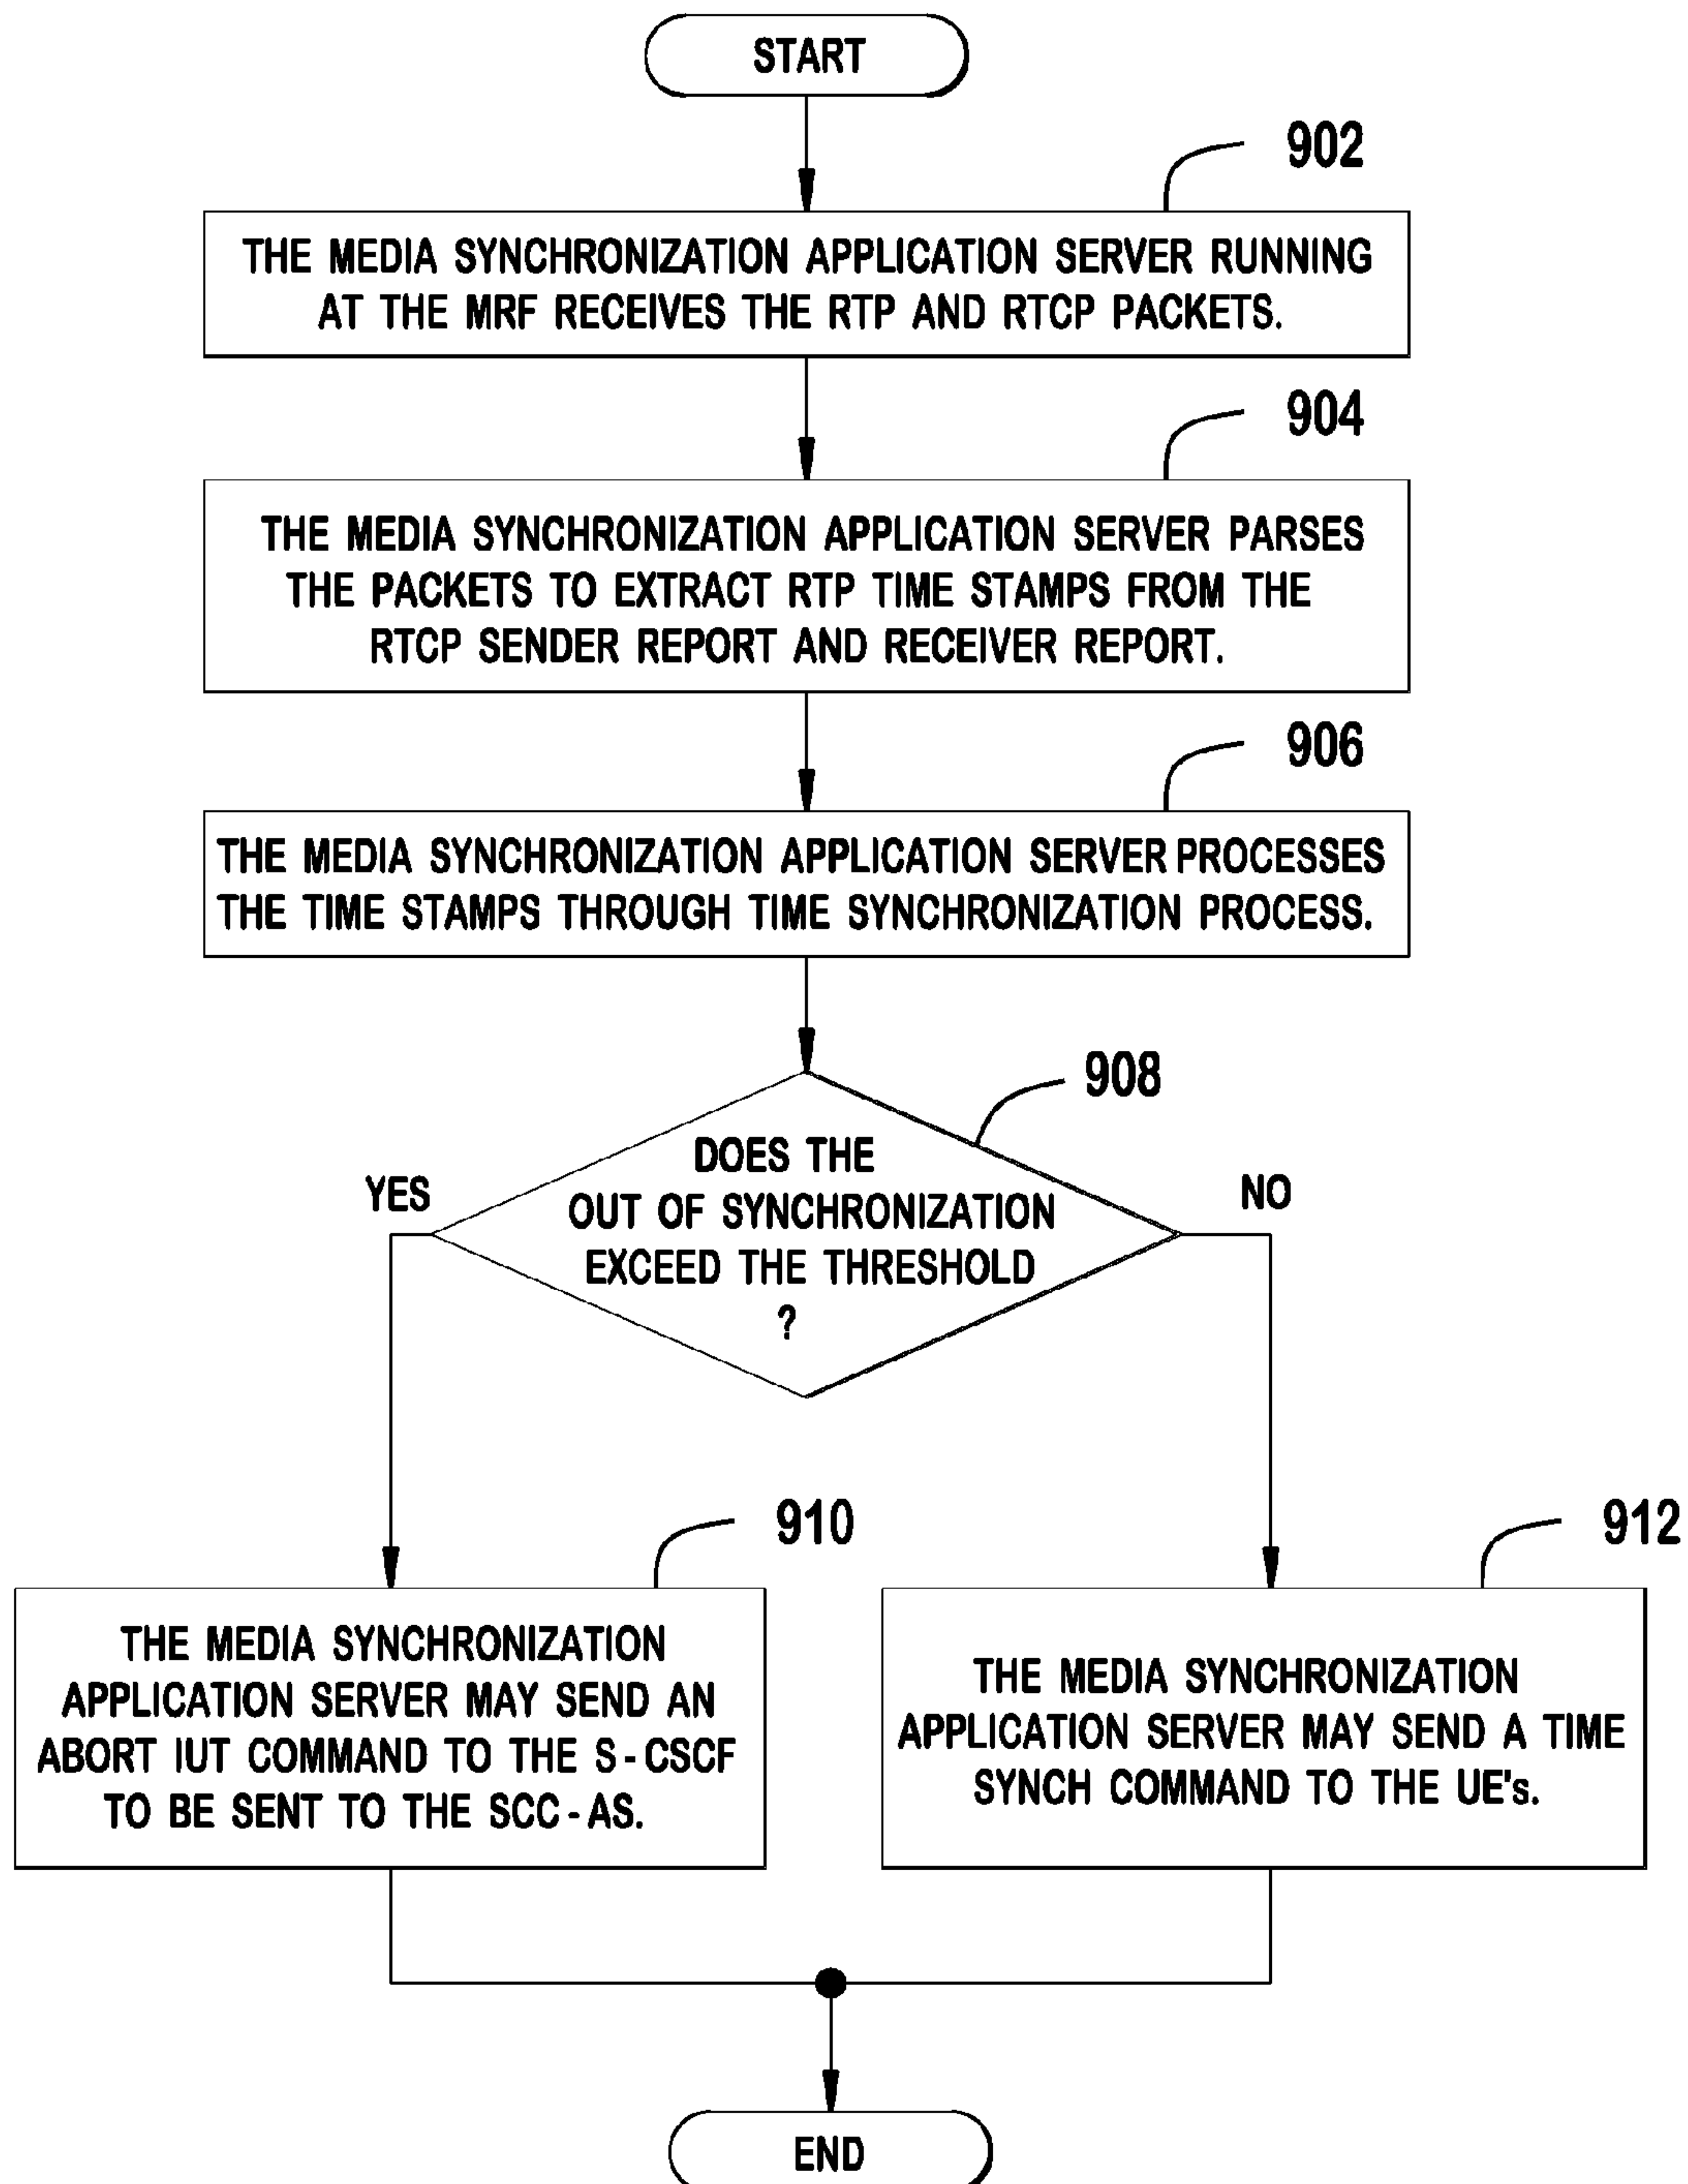 START
902
THE MEDIA SYNCHRONIZATION APPLICATION SERVER RUNNING
AT THE MRF RECEIVES THE RTP AND RTCP PACKETS.
904
THE MEDIA SYNCHRONIZATION APPLICATION SERVER PARSES
THE PACKETS TO EXTRACT RTP TIME STAMPS FROM THE
RTCP SENDER REPORT AND RECEIVER REPORT.
906
THE MEDIA SYNCHRONIZATION APPLICATION SERVER PROCESSES
THE TIME STAMPS THROUGH TIME SYNCHRONIZATION PROCESS.
908
DOES THE
OUT OF SYNCHRONIZATION
EXCEED THE THRESHOLD
?
YES
NO
910
THE MEDIA SYNCHRONIZATION
APPLICATION SERVER MAY SEND AN
ABORT IUT COMMAND TO THE S-CSCF
TO BE SENT TO THE SCC-AS.
912
THE MEDIA SYNCHRONIZATION
APPLICATION SERVER MAY SEND A TIME
SYNCH COMMAND TO THE UE's.
END